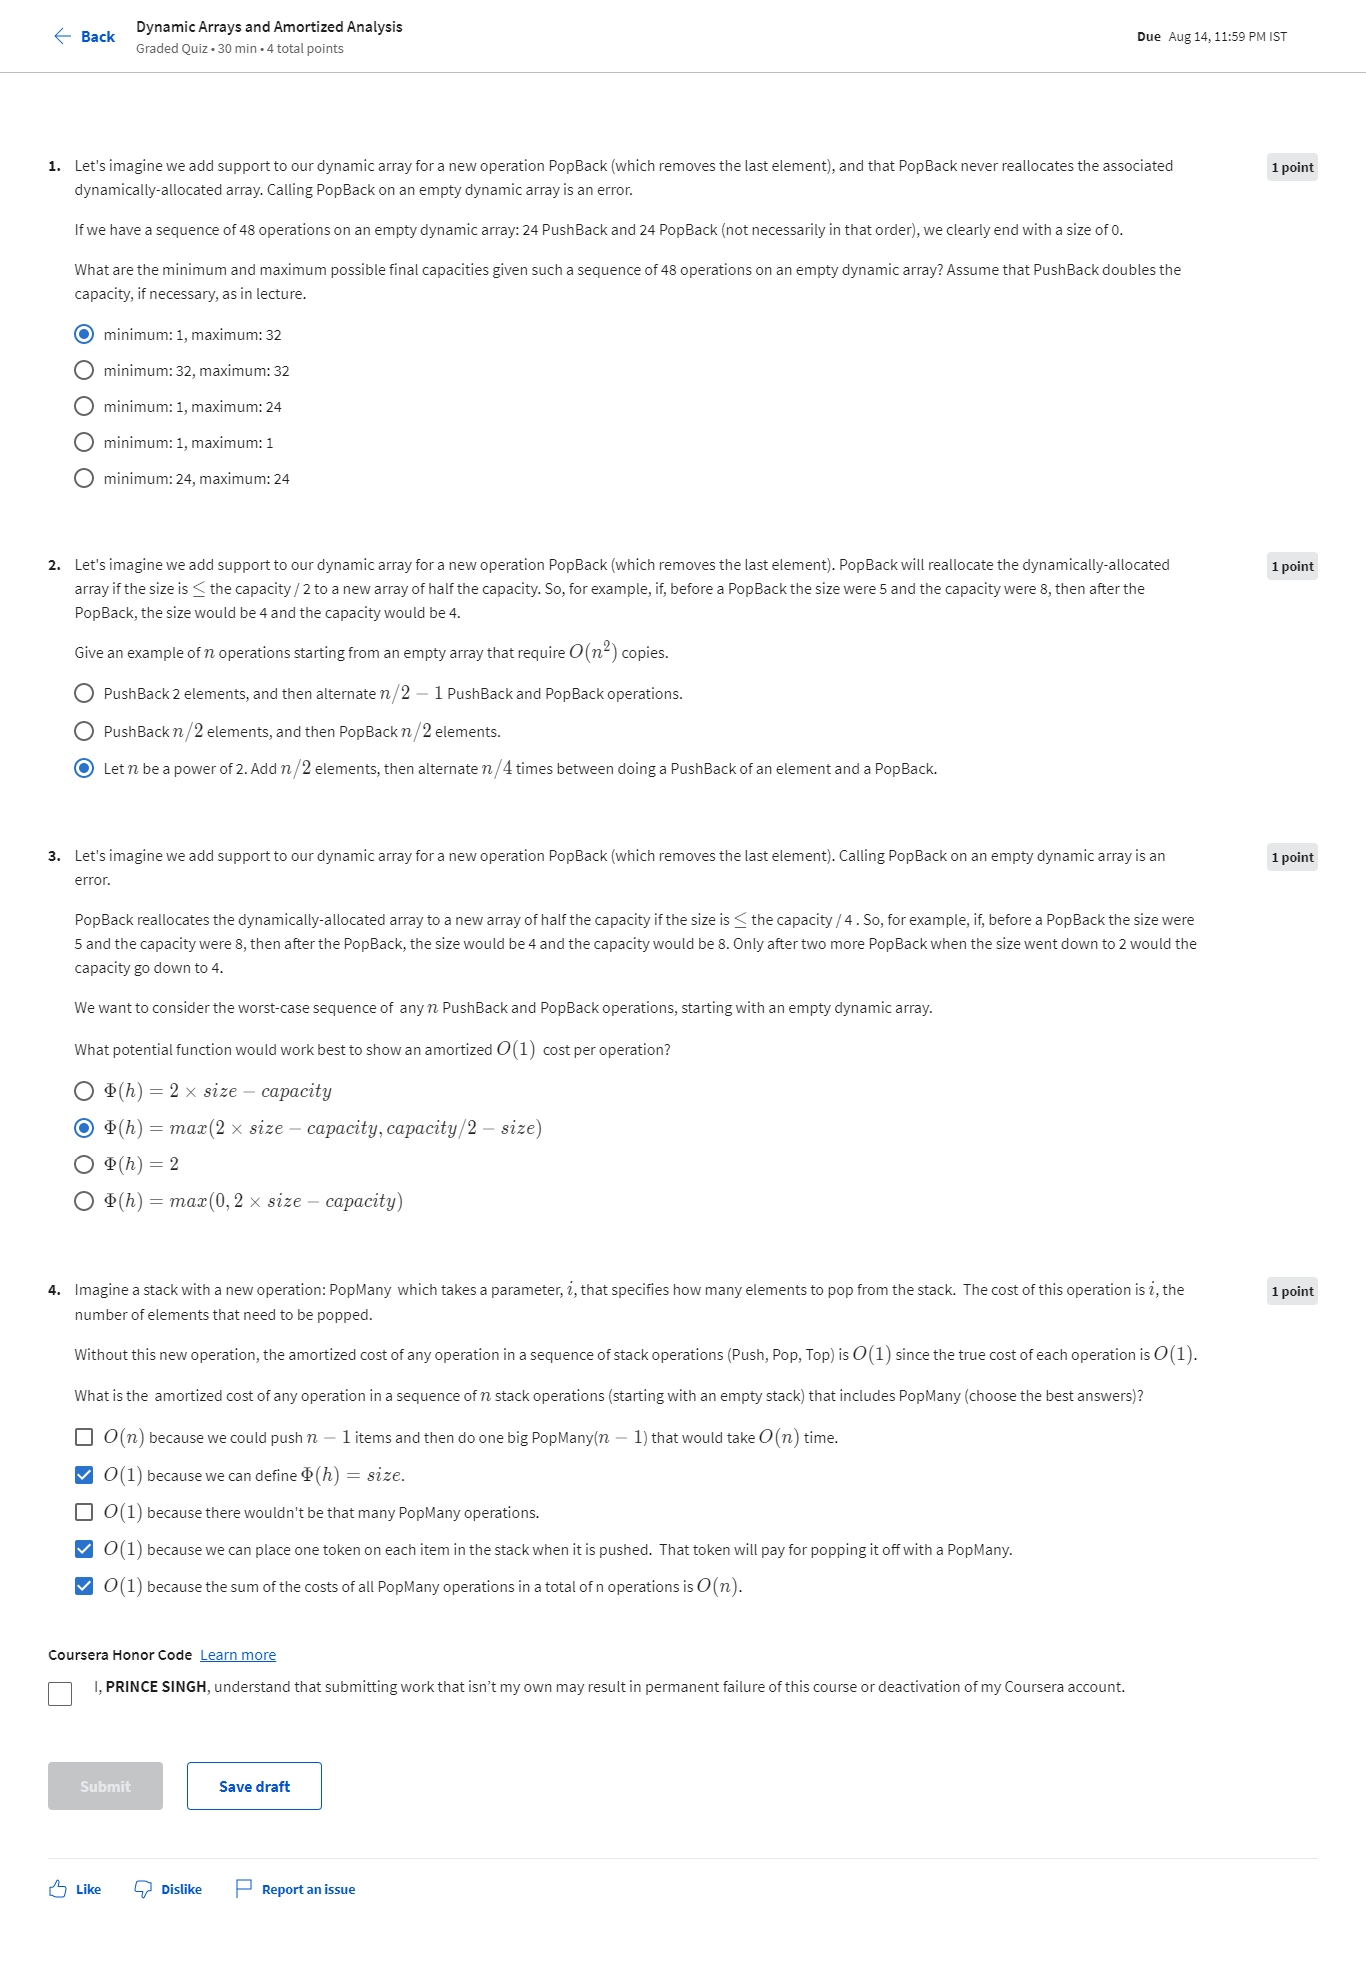 Back
Dynamic Arrays and Amortized Analysis
Graded Quiz • 30 min • 4 total points
Due Aug 14, 11:59 PM IST
1. Let's imagine we add support to our dynamic array for a new operation PopBack (which removes the last element), and that PopBack never reallocates the associated
1 point
dynamically-allocated array. Calling PopBack on an empty dynamic array is an error.
If we have a sequence of 48 operations on an empty dynamic array: 24 PushBack and 24 PopBack (not necessarily in that order), we clearly end with a size of 0.
What are the minimum and maximum possible final capacities given such a sequence of 48 operations on an empty dynamic array? Assume that PushBack doubles the
capacity, if necessary, as in lecture.
minimum: 1, maximum: 32
minimum: 32, maximum: 32
minimum: 1, maximum: 24
minimum: 1, maximum: 1
minimum: 24, maximum: 24
2. Let's imagine we add support to our dynamic array for a new operation PopBack (which removes the last element). PopBack will reallocate the dynamically-allocated
1 point
array if the size is ≤ the capacity / 2 to a new array of half the capacity. So, for example, if, before a PopBack the size were 5 and the capacity were 8, then after the
PopBack, the size would be 4 and the capacity would be 4.
Give an example of n operations starting from an empty array that require O(n²) copies.
PushBack 2 elements, and then alternate n/2 − 1 PushBack and PopBack operations.
PushBack n/2 elements, and then PopBack n/2 elements.
Let n be a power of 2. Add n/2 elements, then alternate n/4 times between doing a PushBack of an element and a PopBack.
3. Let's imagine we add support to our dynamic array for a new operation PopBack (which removes the last element). Calling PopBack on an empty dynamic array is an
1 point
error.
PopBack reallocates the dynamically-allocated array to a new array of half the capacity if the size is ≤ the capacity / 4 . So, for example, if, before a PopBack the size were
5 and the capacity were 8, then after the PopBack, the size would be 4 and the capacity would be 8. Only after two more PopBack when the size went down to 2 would the
capacity go down to 4.
We want to consider the worst-case sequence of any n PushBack and PopBack operations, starting with an empty dynamic array.
What potential function would work best to show an amortized O(1) cost per operation?
Φ(h) = 2 × size − capacity
Φ(h) = max(2 × size − capacity, capacity/2 − size)
Φ(h) = 2
Φ(h) = max(0, 2 × size − capacity)
4. Imagine a stack with a new operation: PopMany which takes a parameter, i, that specifies how many elements to pop from the stack. The cost of this operation is i, the
1 point
number of elements that need to be popped.
Without this new operation, the amortized cost of any operation in a sequence of stack operations (Push, Pop, Top) is O(1) since the true cost of each operation is O(1).
What is the amortized cost of any operation in a sequence of n stack operations (starting with an empty stack) that includes PopMany (choose the best answers)?
O(n) because we could push n − 1 items and then do one big PopMany(n − 1) that would take O(n) time.
O(1) because we can define Φ(h) = size.
O(1) because there wouldn't be that many PopMany operations.
O(1) because we can place one token on each item in the stack when it is pushed. That token will pay for popping it off with a PopMany.
O(1) because the sum of the costs of all PopMany operations in a total of n operations is O(n).
Coursera Honor Code Learn more
I, PRINCE SINGH, understand that submitting work that isn’t my own may result in permanent failure of this course or deactivation of my Coursera account.
Submit
Save draft
Like
Dislike
Report an issue